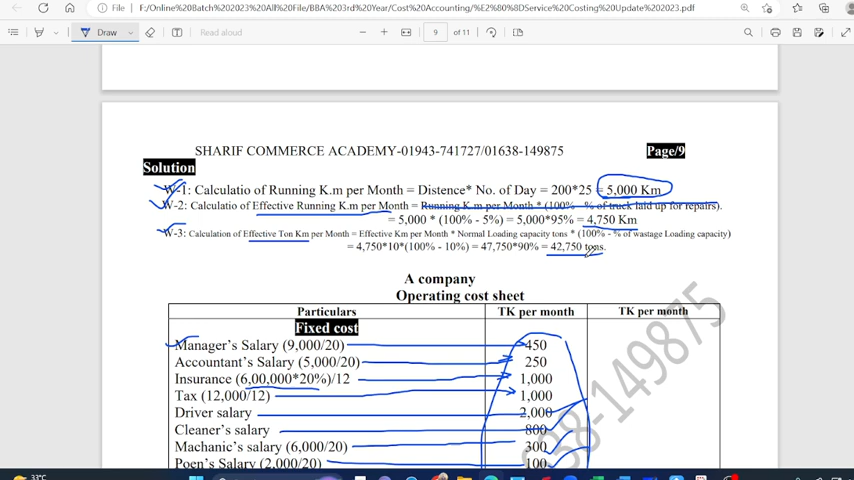 File
F:/Online%20Batch%202023%20All%20File/BBA%203rd%20Year/Cost%20Accounting/%E2%80%8DService%20Costing%20Update%202023.pdf
Draw
Read aloud
9 of 11
SHARIF COMMERCE ACADEMY-01943-741727/01638-149875 Page/9
Solution
W-1: Calculatio of Running K.m per Month = Distence* No. of Day = 200*25 = 5,000 Km
W-2: Calculatio of Effective Running K.m per Month = Running K.m per Month * (100% - % of truck laid up for repairs).
= 5,000 * (100% - 5%) = 5,000*95% = 4,750 Km
W-3: Calculation of Effective Ton Km per Month = Effective Km per Month * Normal Loading capacity tons * (100% - % of wastage Loading capacity)
= 4,750*10*(100% - 10%) = 47,750*90% = 42,750 tons.
A company
Operating cost sheet
Particulars TK per month TK per month
Fixed cost
Manager's Salary (9,000/20) 450
Accountant's Salary (5,000/20) 250
Insurance (6,00,000*20%)/12 1,000
Tax (12,000/12) 1,000
Driver salary 2,000
Cleaner's salary 800
Machanic's salary (6,000/20) 300
Poen's Salary (2,000/20) 100
38-149875
33°C